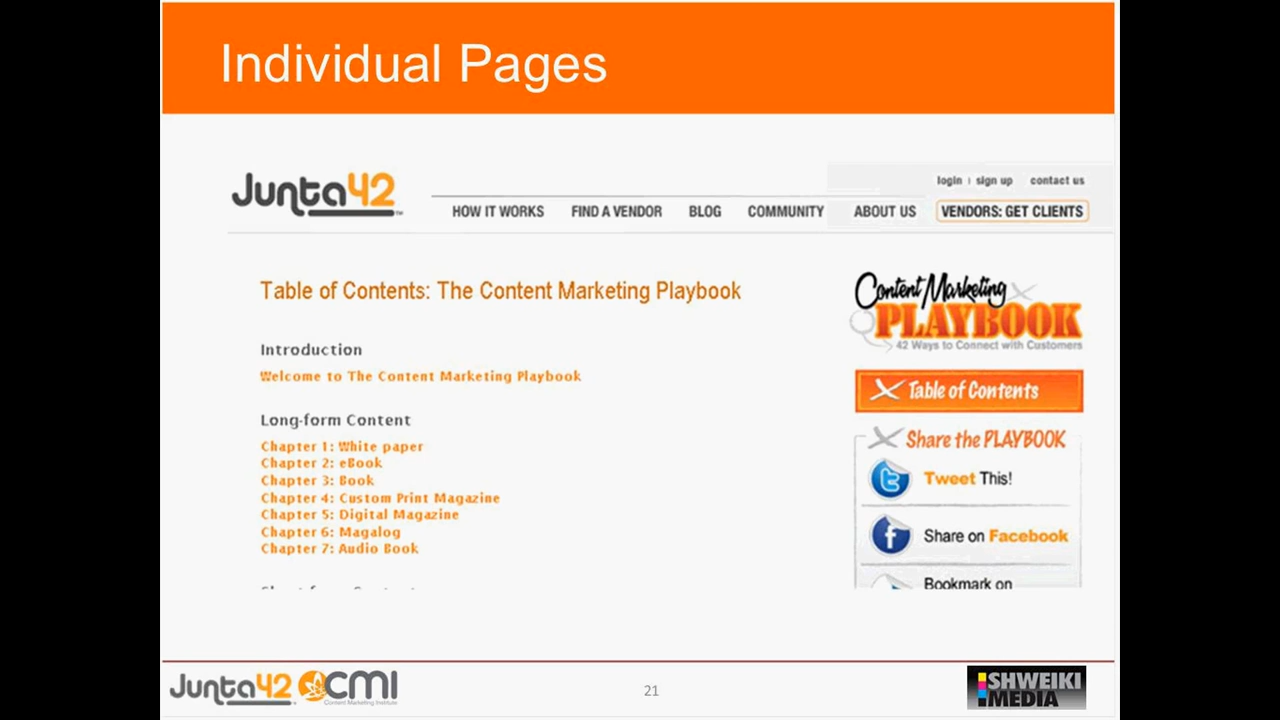 Individual Pages
Junta42
login | sign up contact us
HOW IT WORKS FIND A VENDOR BLOG COMMUNITY ABOUT US VENDORS: GET CLIENTS
Table of Contents: The Content Marketing Playbook
Introduction
Welcome to The Content Marketing Playbook
Long-form Content
Chapter 1: White paper
Chapter 2: eBook
Chapter 3: Book
Chapter 4: Custom Print Magazine
Chapter 5: Digital Magazine
Chapter 6: Magalog
Chapter 7: Audio Book
Content Marketing
PLAYBOOK
42 Ways to Connect with Customers
Table of Contents
Share the PLAYBOOK
Tweet This!
Share on Facebook
Bookmark on
Junta42 CMI
Content Marketing Institute
21
SHWEIKI
MEDIA